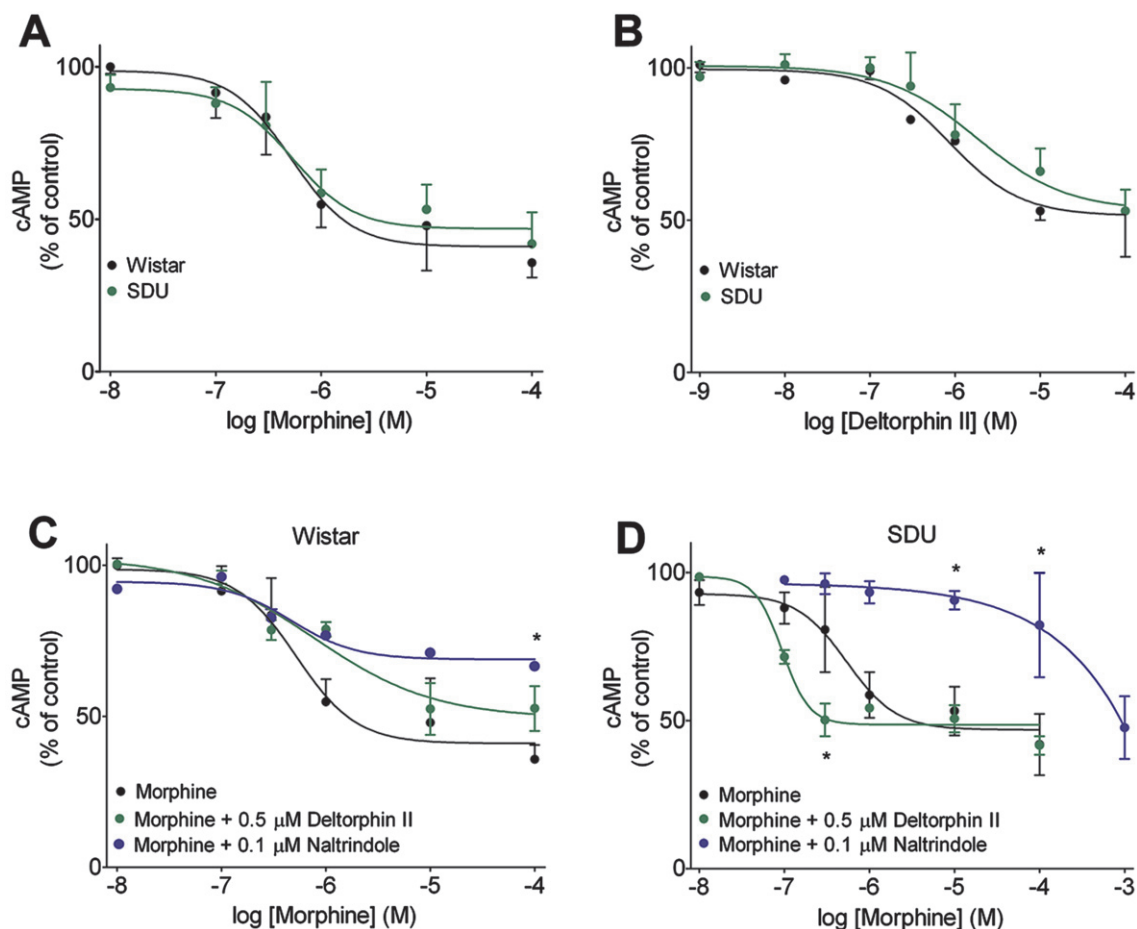 A
100
50
0
cAMP
(% of control)
Wistar
SDU
-8 -7 -6 -5 -4
log [Morphine] (M)
B
100
50
0
cAMP
(% of control)
Wistar
SDU
-9 -8 -7 -6 -5 -4
log [Deltorphin II] (M)
C
Wistar
100
50
0
cAMP
(% of control)
*
Morphine
Morphine + 0.5 μM Deltorphin II
Morphine + 0.1 μM Naltrindole
-8 -7 -6 -5 -4
log [Morphine] (M)
D
SDU
100
50
0
cAMP
(% of control)
* *
*
Morphine
Morphine + 0.5 μM Deltorphin II
Morphine + 0.1 μM Naltrindole
-8 -7 -6 -5 -4 -3
log [Morphine] (M)